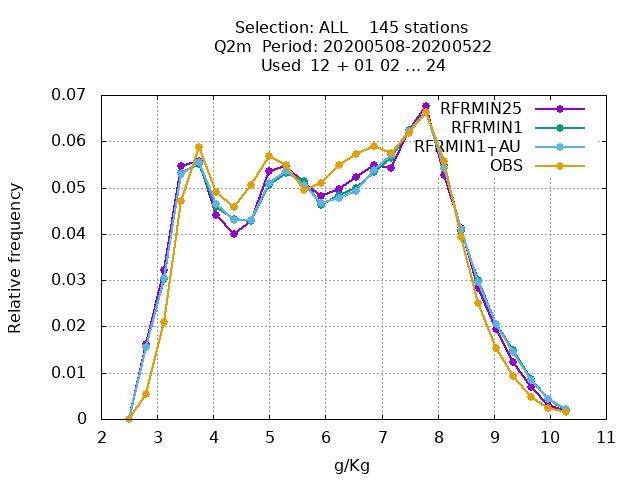 Selection: ALL    145 stations
Q2m  Period: 20200508-20200522
Used  12 + 01 02 ... 24
RFRMIN25
RFRMIN1
RFRMIN1TAU
OBS
Relative frequency
0.07
0.06
0.05
0.04
0.03
0.02
0.01
0
2 3 4 5 6 7 8 9 10 11
g/Kg